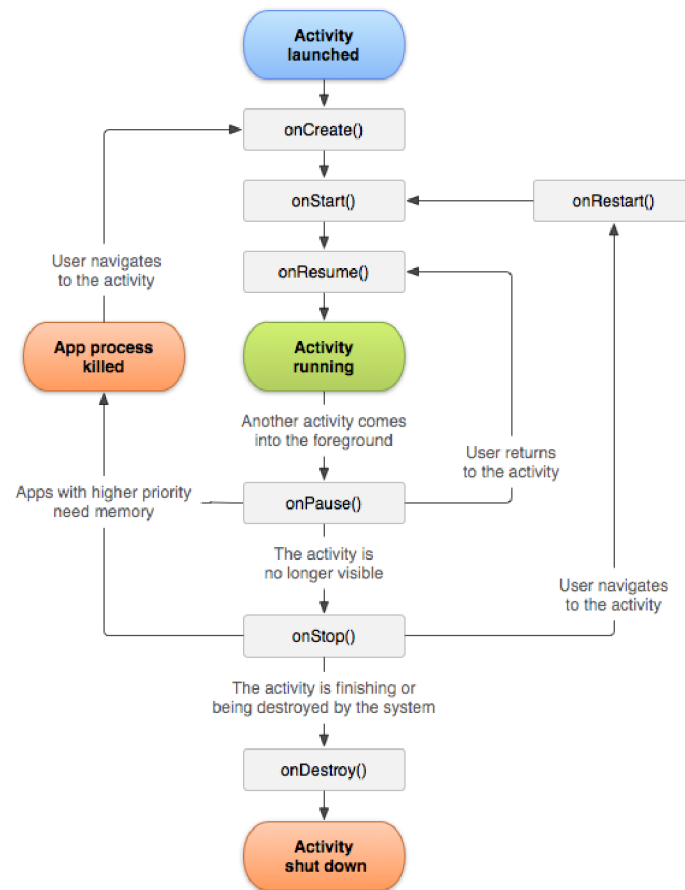 Activity
launched
onCreate()
onStart()
onRestart()
User navigates
to the activity
onResume()
App process
killed
Activity
running
Another activity comes
into the foreground
User returns
to the activity
Apps with higher priority
need memory
onPause()
The activity is
no longer visible
User navigates
to the activity
onStop()
The activity is finishing or
being destroyed by the system
onDestroy()
Activity
shut down